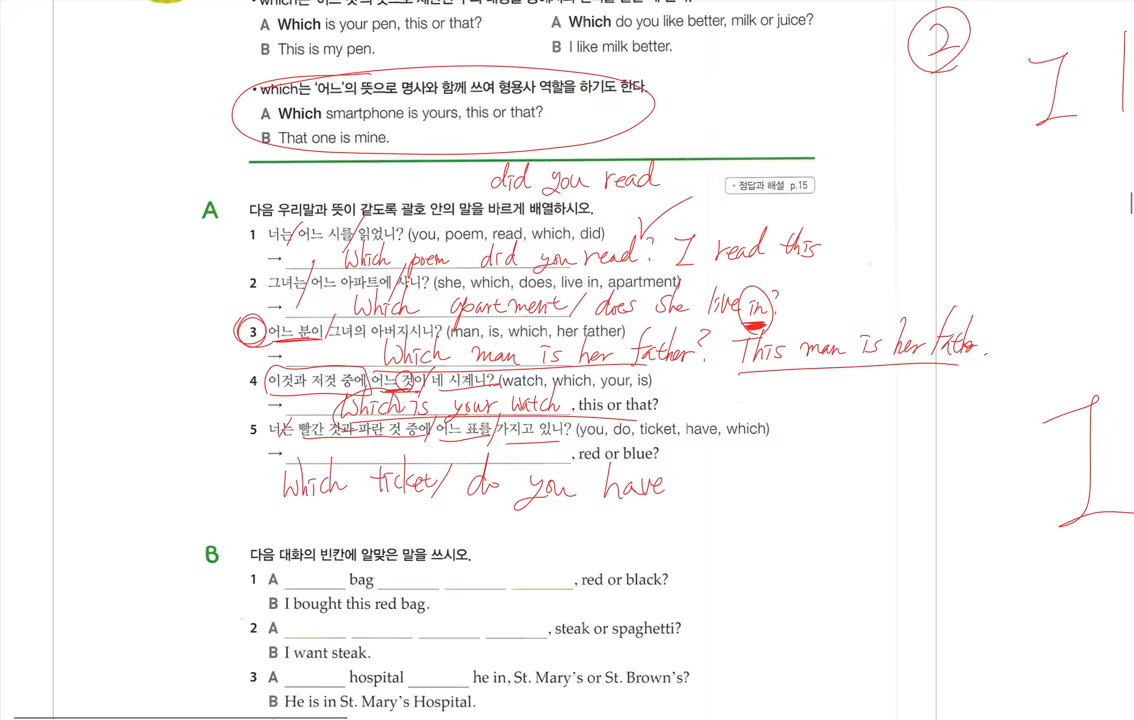 A Which is your pen, this or that?
A Which do you like better, milk or juice?
B This is my pen.
B I like milk better.
• which는 '어느'의 뜻으로 명사와 함께 쓰여 형용사 역할을 하기도 한다.
A Which smartphone is yours, this or that?
B That one is mine.
did you read
• 정답과 해설 p.15
A 다음 우리말과 뜻이 같도록 괄호 안의 말을 바르게 배열하시오.
1 너는 어느 시를 읽었니? (you, poem, read, which, did)
→ Which poem did you read? I read this
2 그녀는 어느 아파트에 사니? (she, which, does, live in, apartment)
→ Which apartment / does she live in?
3 어느 분이 그녀의 아버지시니? (man, is, which, her father)
→ Which man is her father? This man is her father.
4 이것과 저것 중에 어느 것이 네 시계니? (watch, which, your, is)
→ Which is your watch , this or that?
5 너는 빨간 것과 파란 것 중에 어느 표를 가지고 있니? (you, do, ticket, have, which)
→ , red or blue?
Which ticket / do you have
B 다음 대화의 빈칸에 알맞은 말을 쓰시오.
1 A ______ bag ______ ______ ______ , red or black?
B I bought this red bag.
2 A ______ ______ ______ ______ , steak or spaghetti?
B I want steak.
3 A ______ hospital ______ he in, St. Mary's or St. Brown's?
B He is in St. Mary's Hospital.
2
I
I